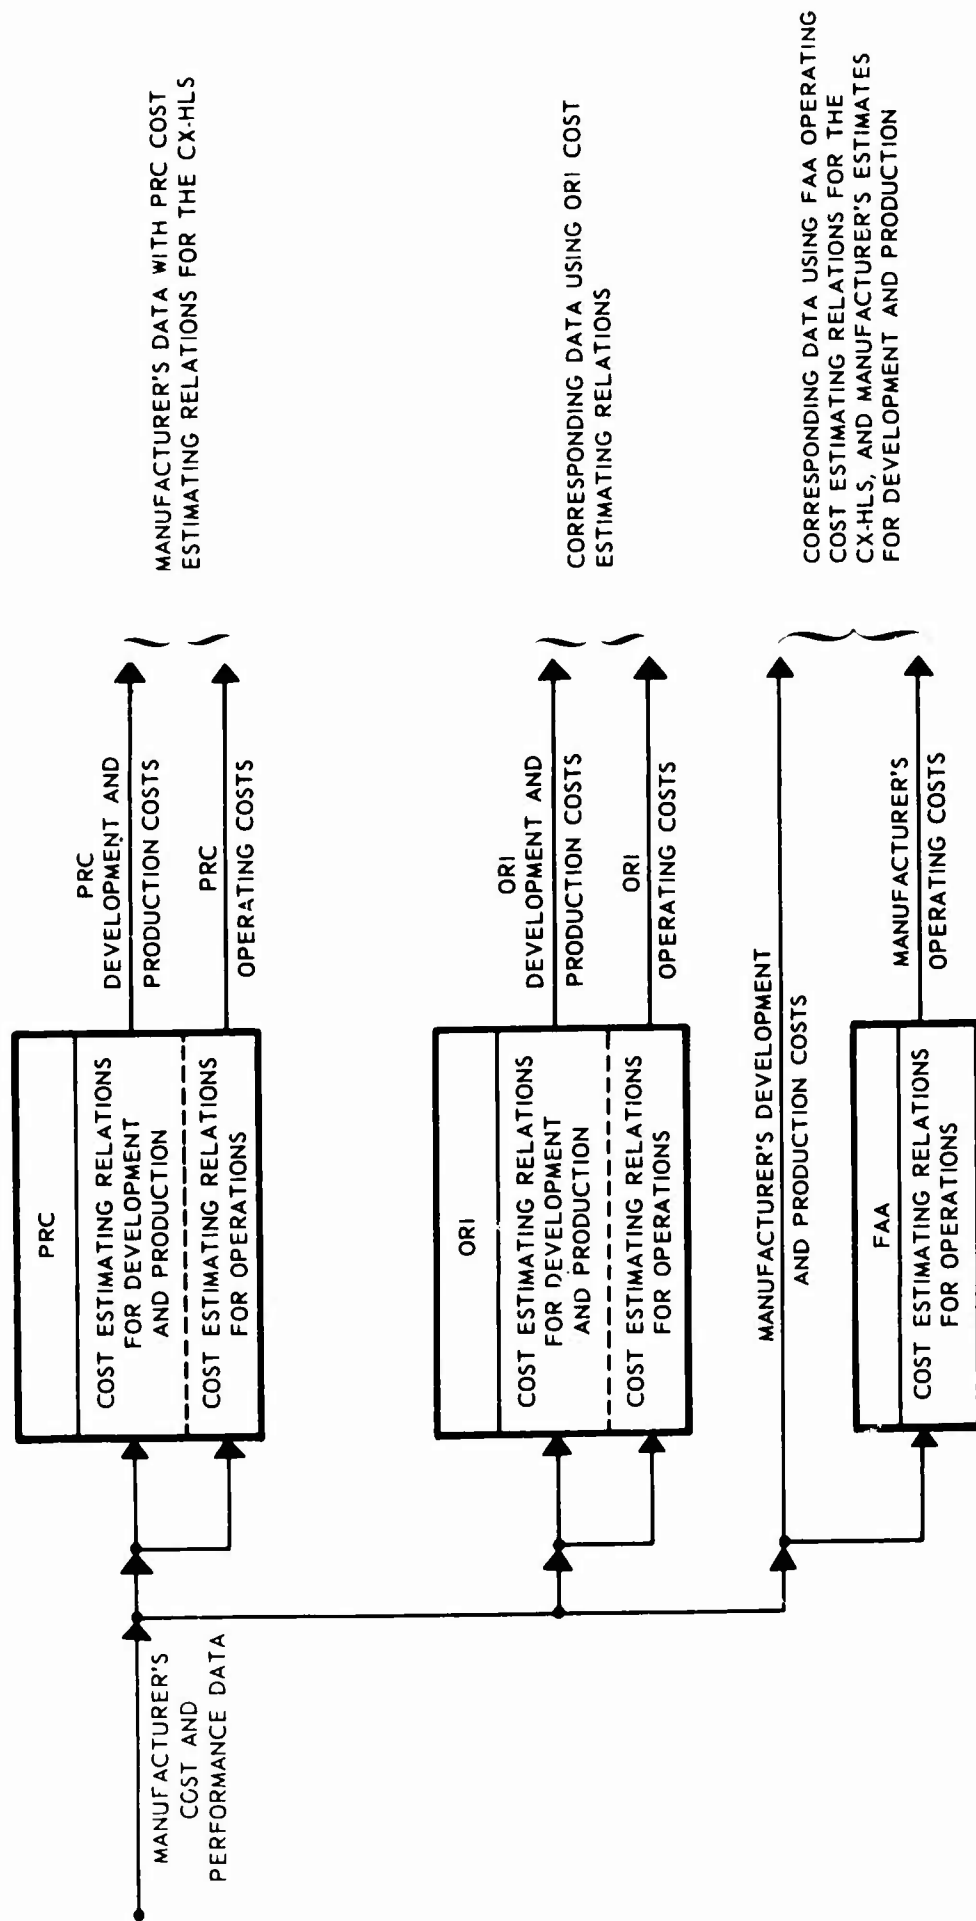 MANUFACTURER'S
COST AND
PERFORMANCE DATA
PRC
COST ESTIMATING RELATIONS
FOR DEVELOPMENT
AND PRODUCTION
COST ESTIMATING RELATIONS
FOR OPERATIONS
PRC
DEVELOPMENT AND
PRODUCTION COSTS
PRC
OPERATING COSTS
MANUFACTURER'S DATA WITH PRC COST
ESTIMATING RELATIONS FOR THE CX-HLS
ORI
COST ESTIMATING RELATIONS
FOR DEVELOPMENT
AND PRODUCTION
COST ESTIMATING RELATIONS
FOR OPERATIONS
ORI
DEVELOPMENT AND
PRODUCTION COSTS
ORI
OPERATING COSTS
CORRESPONDING DATA USING ORI COST
ESTIMATING RELATIONS
MANUFACTURER'S DEVELOPMENT
AND PRODUCTION COSTS
FAA
COST ESTIMATING RELATIONS
FOR OPERATIONS
MANUFACTURER'S
OPERATING COSTS
CORRESPONDING DATA USING FAA OPERATING
COST ESTIMATING RELATIONS FOR THE
CX-HLS, AND MANUFACTURER'S ESTIMATES
FOR DEVELOPMENT AND PRODUCTION